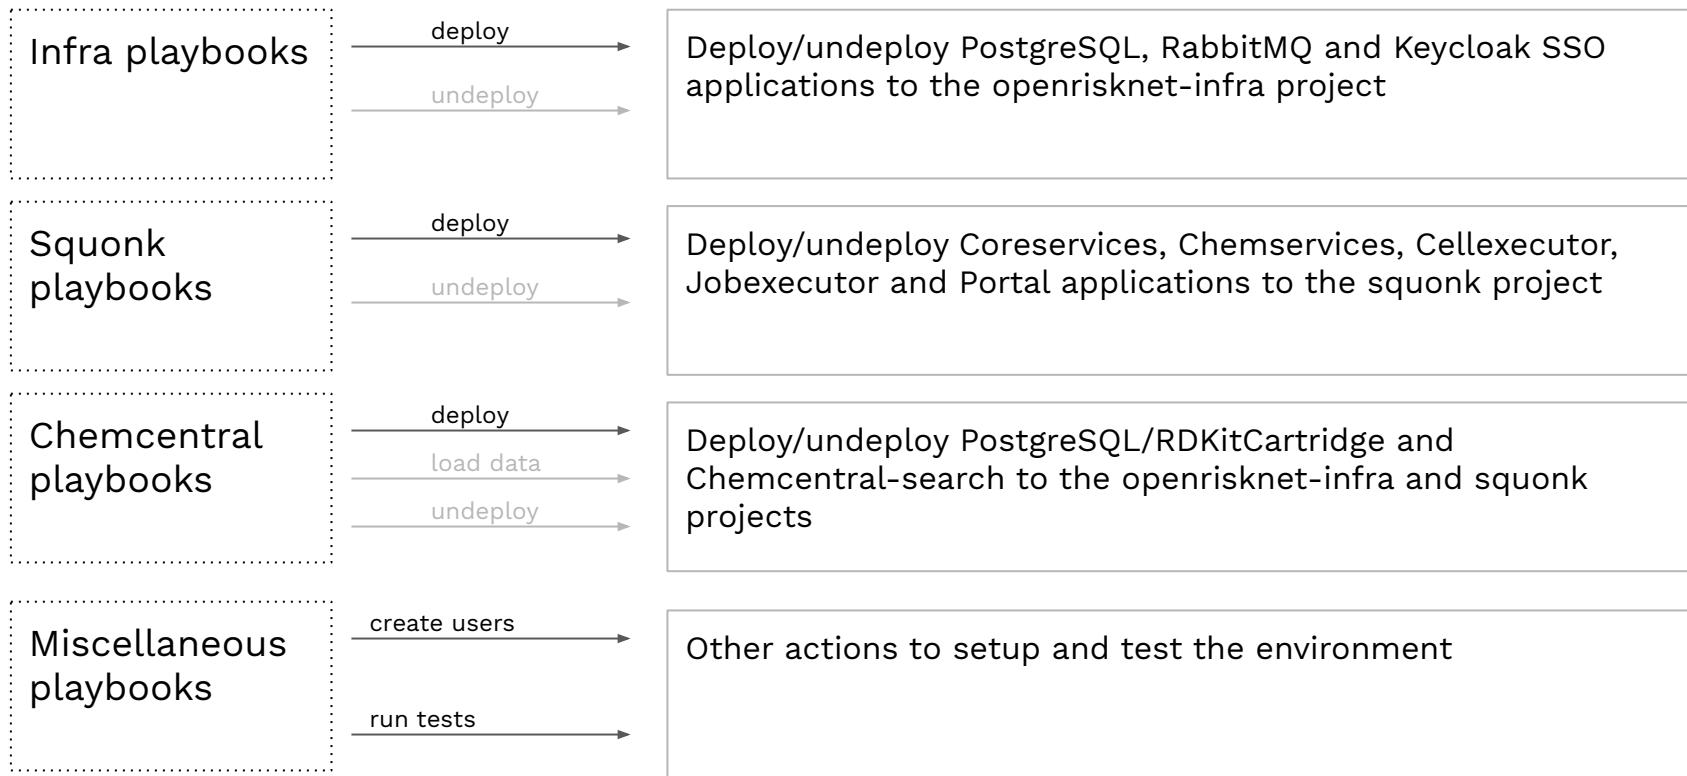 Infra playbooks
deploy
undeploy
Deploy/undeploy PostgreSQL, RabbitMQ and Keycloak SSO
applications to the openrisknet-infra project
Squonk
playbooks
deploy
undeploy
Deploy/undeploy Coreservices, Chemservices, Cellexecutor,
Jobexecutor and Portal applications to the squonk project
Chemcentral
playbooks
deploy
load data
undeploy
Deploy/undeploy PostgreSQL/RDKitCartridge and
Chemcentral-search to the openrisknet-infra and squonk
projects
Miscellaneous
playbooks
create users
run tests
Other actions to setup and test the environment